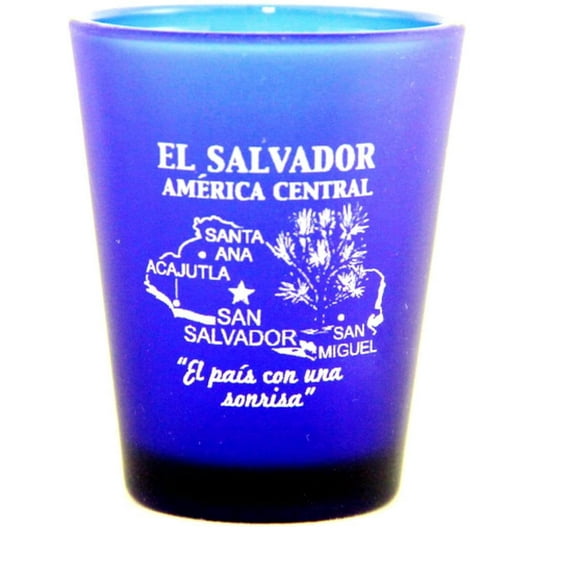 EL SALVADOR
AMÉRICA CENTRAL
SANTA
ANA
ACAJUTLA
SAN
SALVADOR
SAN
MIGUEL
"El país con una
sonrisa"